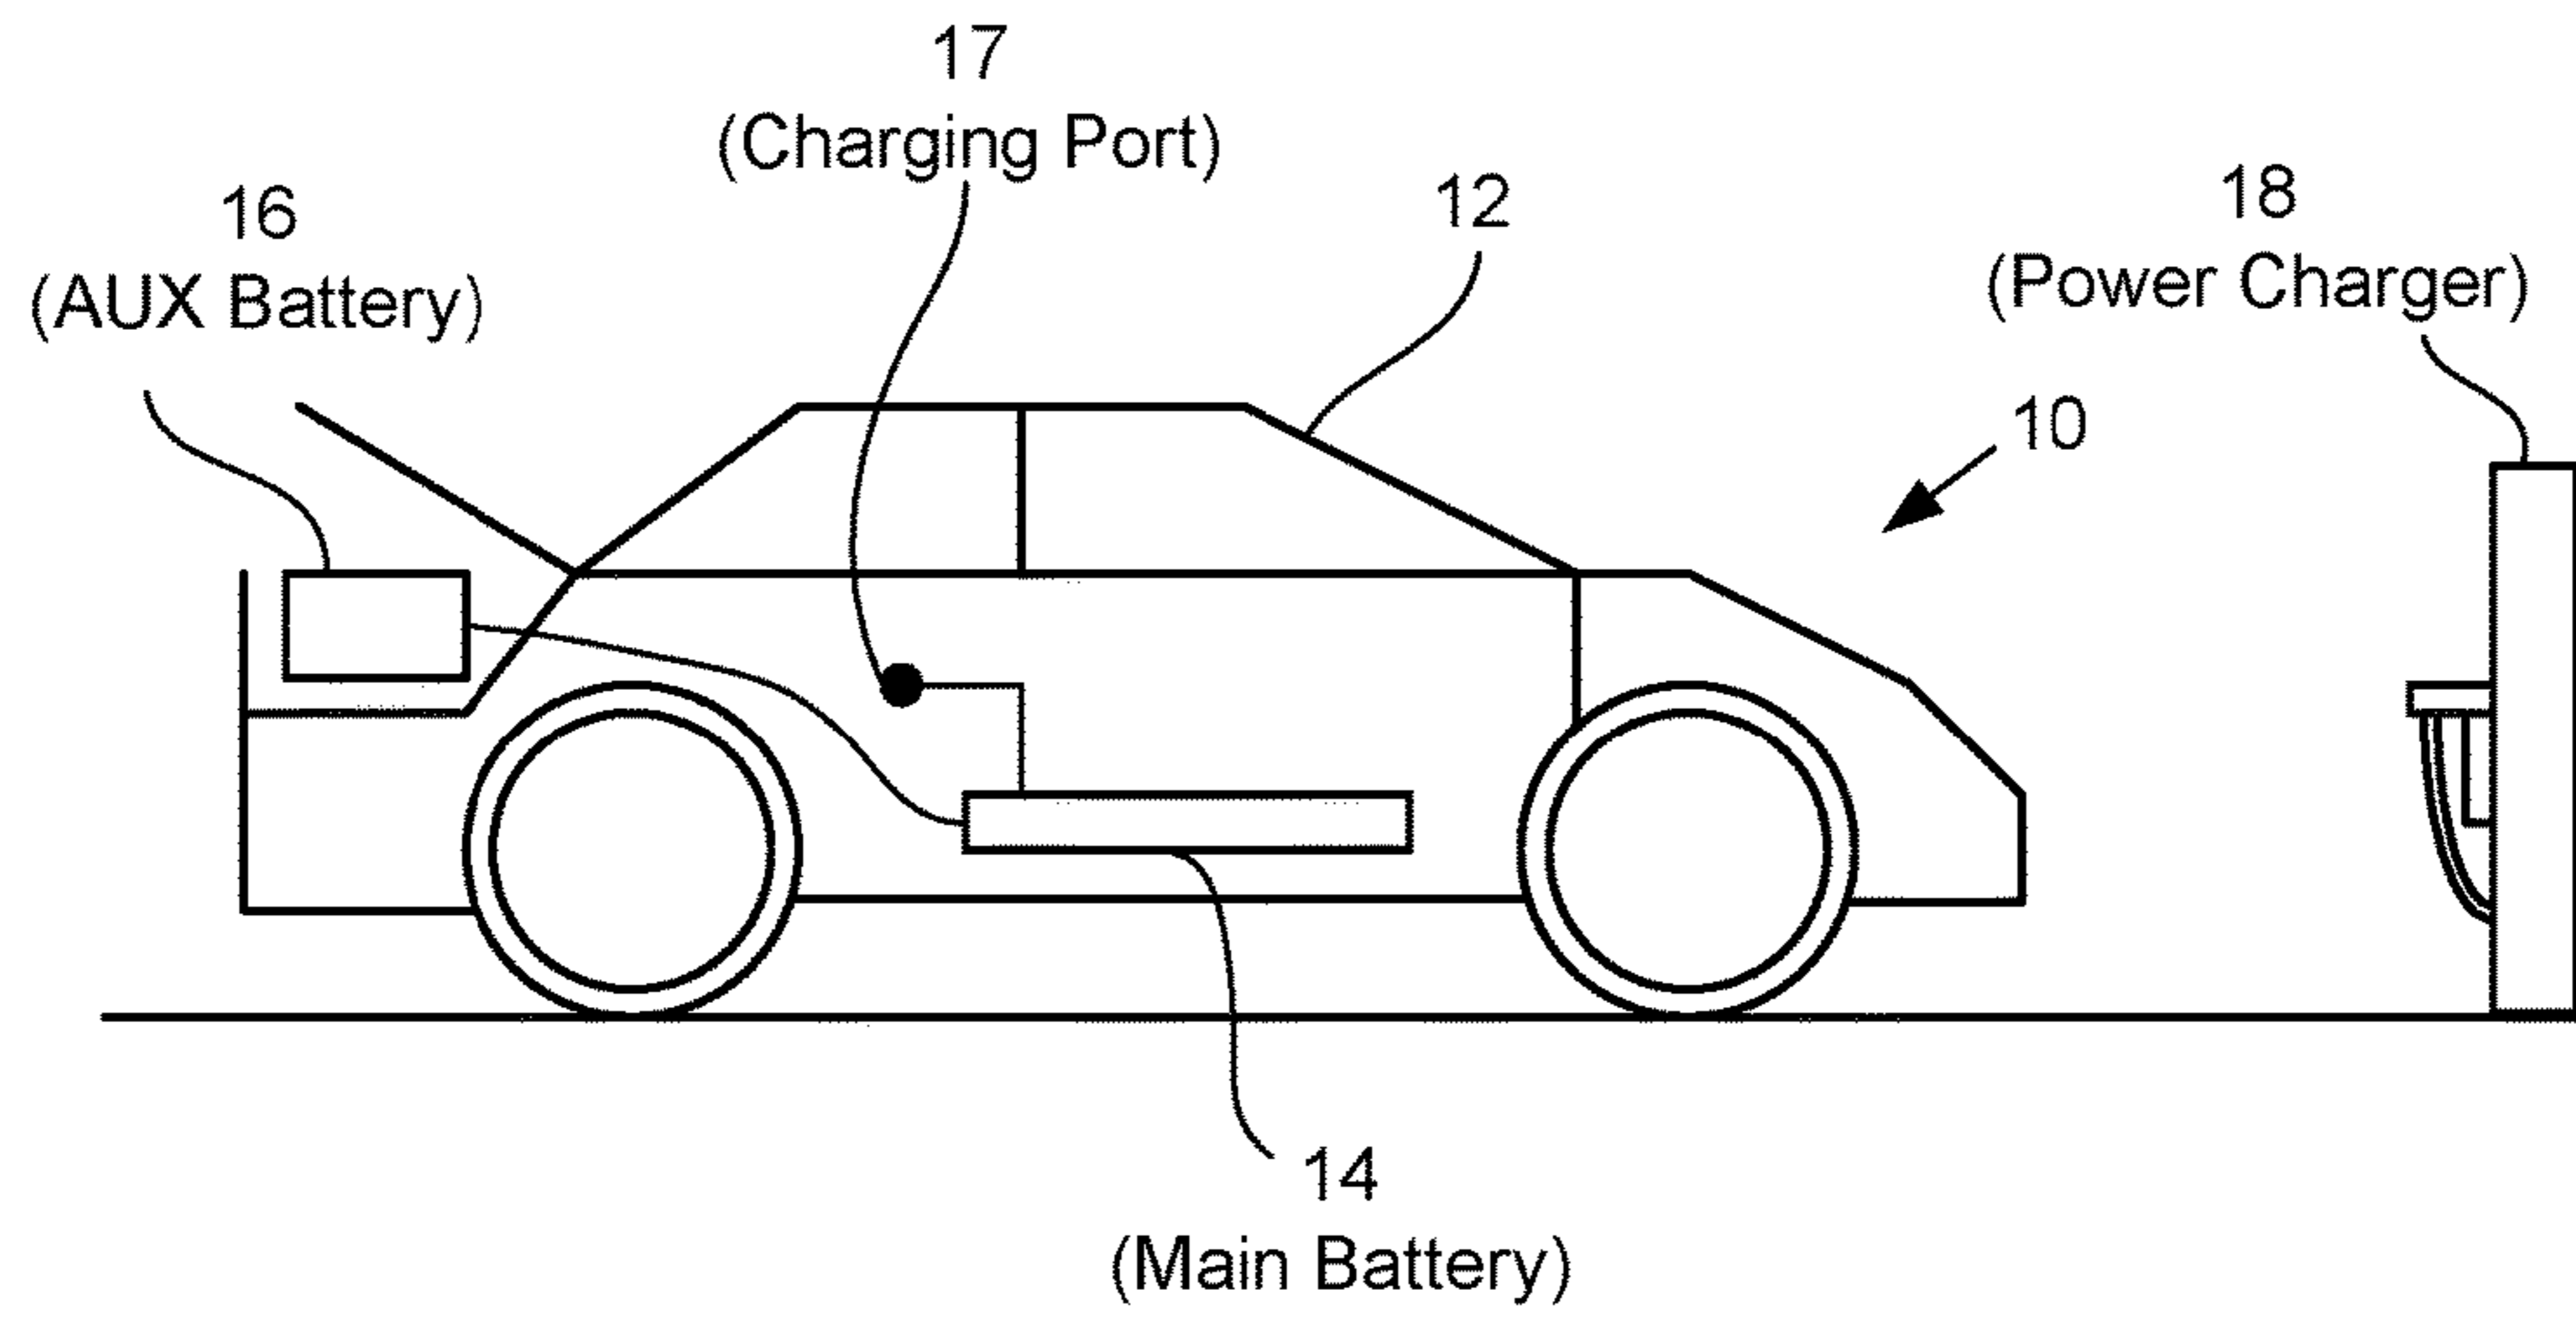 17
(Charging Port)
16
(AUX Battery)
12
18
(Power Charger)
10
14
(Main Battery)